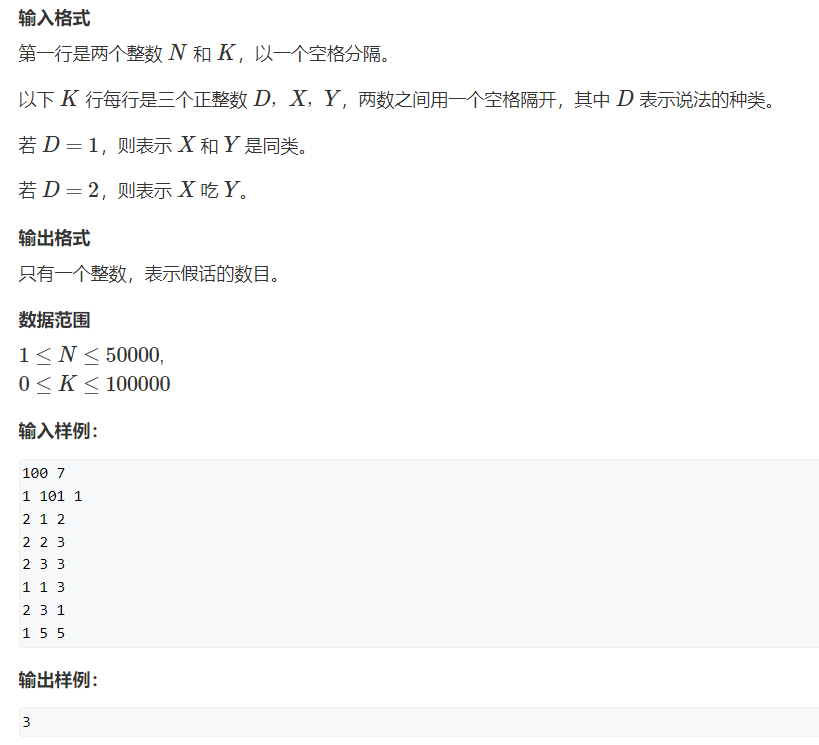 输入格式
第一行是两个整数 N 和 K，以一个空格分隔。
以下 K 行每行是三个正整数 D，X，Y，两数之间用一个空格隔开，其中 D 表示说法的种类。
若 D = 1，则表示 X 和 Y 是同类。
若 D = 2，则表示 X 吃 Y。
输出格式
只有一个整数，表示假话的数目。
数据范围
1 ≤ N ≤ 50000,
0 ≤ K ≤ 100000
输入样例：
100 7
1 101 1
2 1 2
2 2 3
2 3 3
1 1 3
2 3 1
1 5 5
输出样例：
3